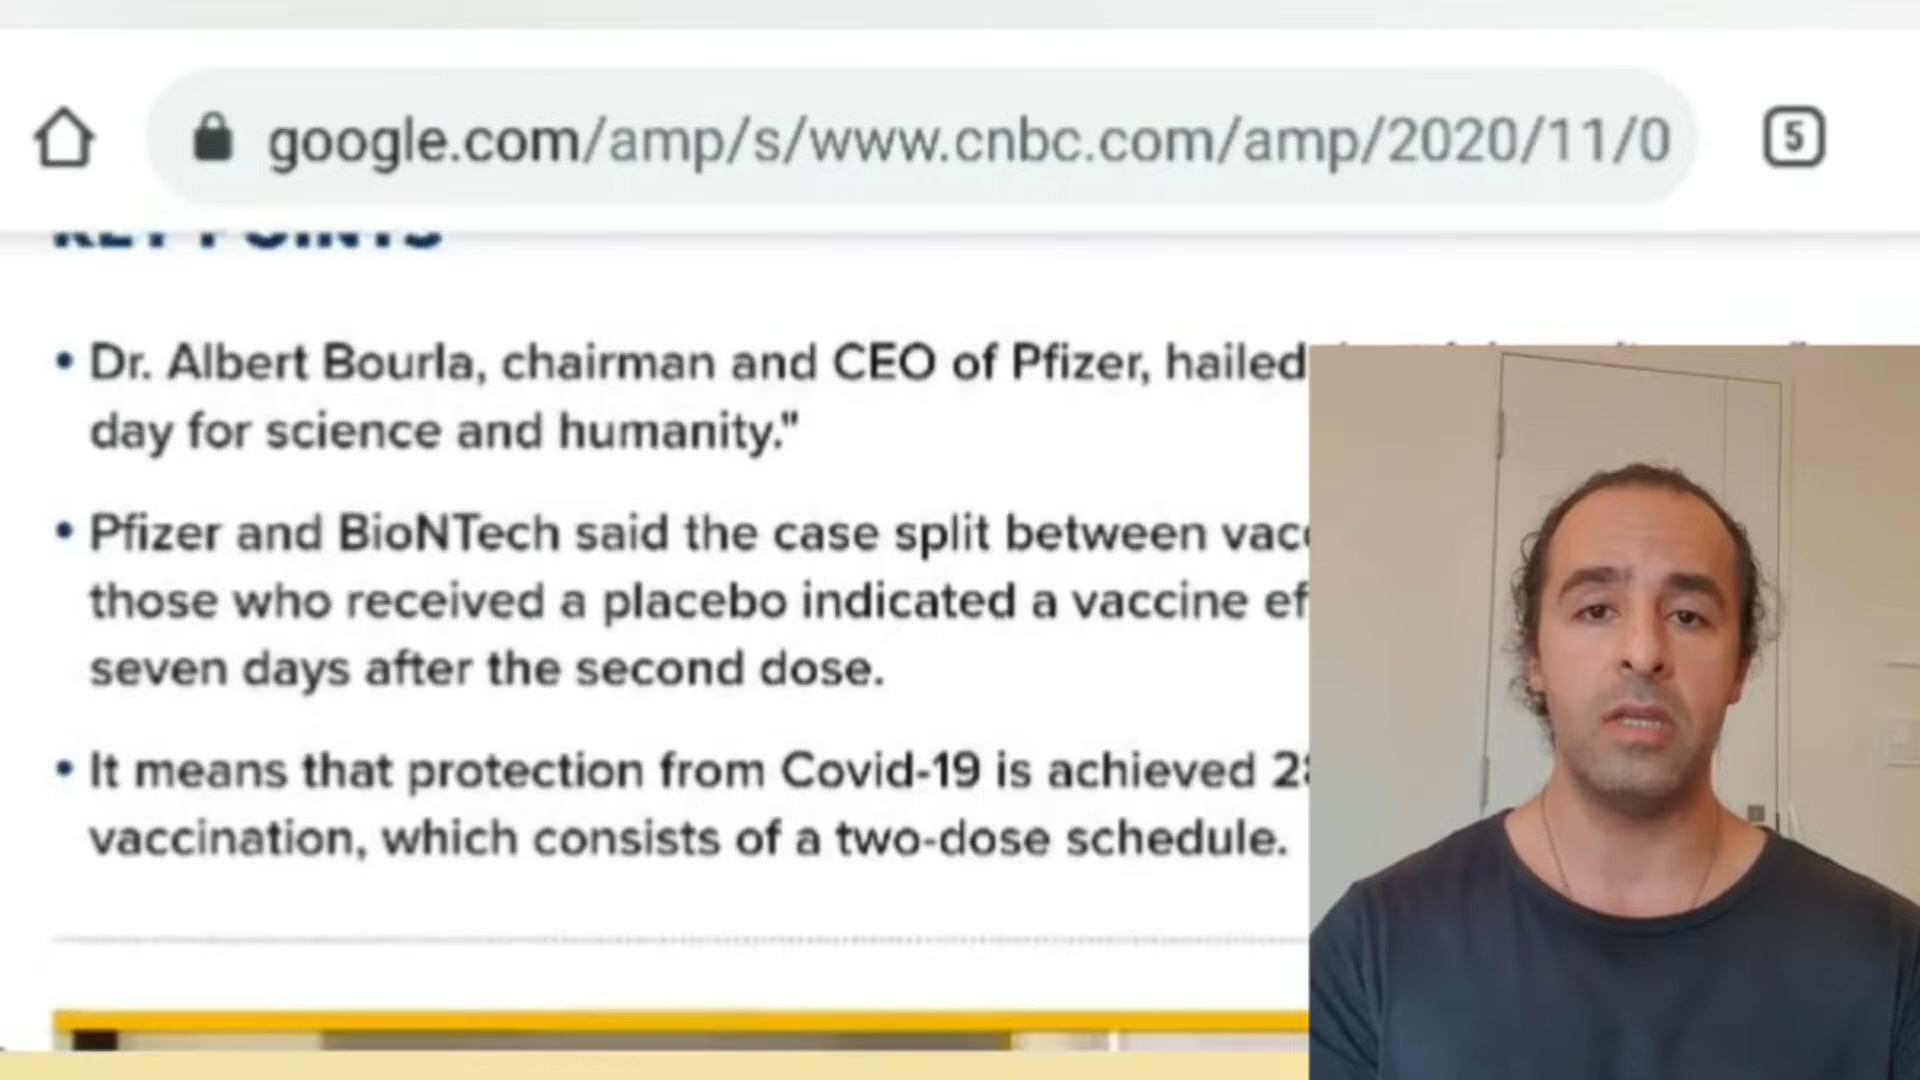 google.com/amp/s/www.cnbc.com/amp/2020/11/0
5
KEY POINTS
• Dr. Albert Bourla, chairman and CEO of Pfizer, hailed
day for science and humanity."
• Pfizer and BioNTech said the case split between
those who received a placebo indicated a vaccine
seven days after the second dose.
• It means that protection from Covid-19 is achieved
vaccination, which consists of a two-dose schedule.